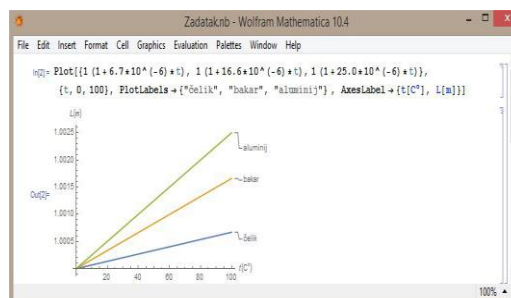 Zadatak.nb - Wolfram Mathematica 10.4
File Edit Insert Format Cell Graphics Evaluation Palettes Window Help
In[2]:= Plot[{1 (1+6.7*10^(-6)*t), 1 (1+16.6*10^(-6)*t), 1 (1+25.0*10^(-6)*t)},
{t, 0, 100}, PlotLabels→{"čelik", "bakar", "aluminij"}, AxesLabel→{t[C°], L[m]}]
L(m)
1.0025
aluminij
1.0020
bakar
Out[2]=
1.0015
1.0010
1.0005
čelik
20 40 60 80 100 t(C°)
100%